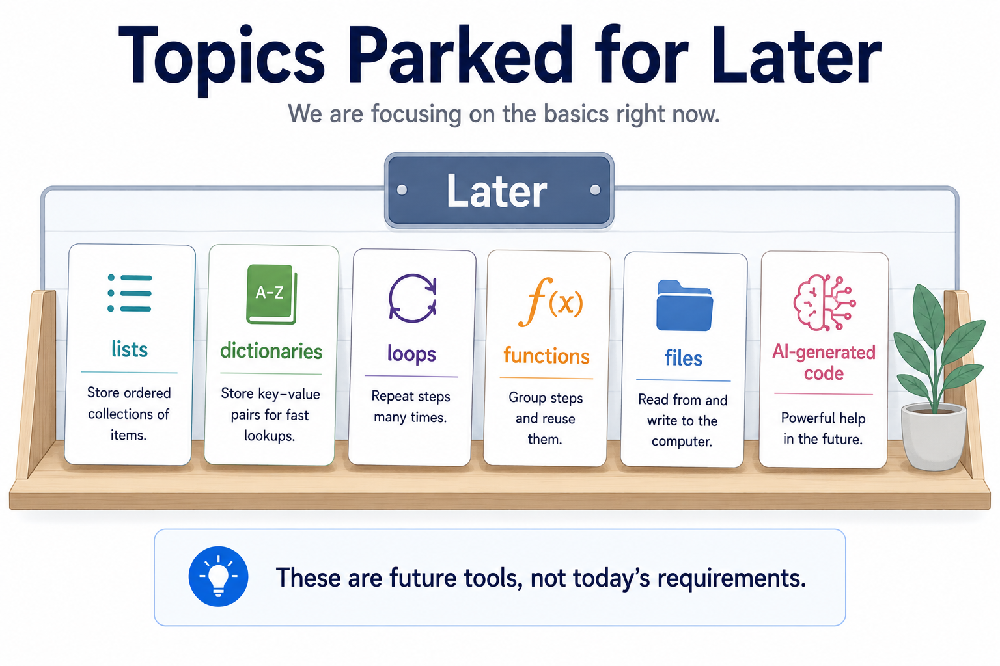 Topics Parked for Later
We are focusing on the basics right now.
Later
A–Z
f(x)
lists
Store ordered
collections of
items.
dictionaries
Store key–value
pairs for fast
lookups.
loops
Repeat steps
many times.
functions
Group steps
and reuse
them.
files
Read from and
write to the
computer.
AI-generated
code
Powerful help
in the future.
These are future tools, not today’s requirements.